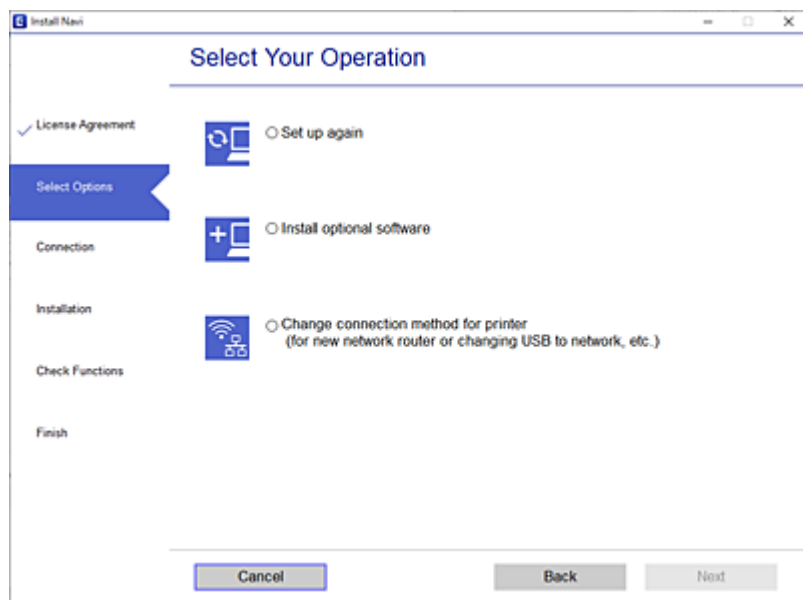 Install Navi
Select Your Operation
License Agreement
Select Options
Connection
Installation
Check Functions
Finish
Set up again
Install optional software
Change connection method for printer
(for new network router or changing USB to network, etc.)
Cancel
Back
Next